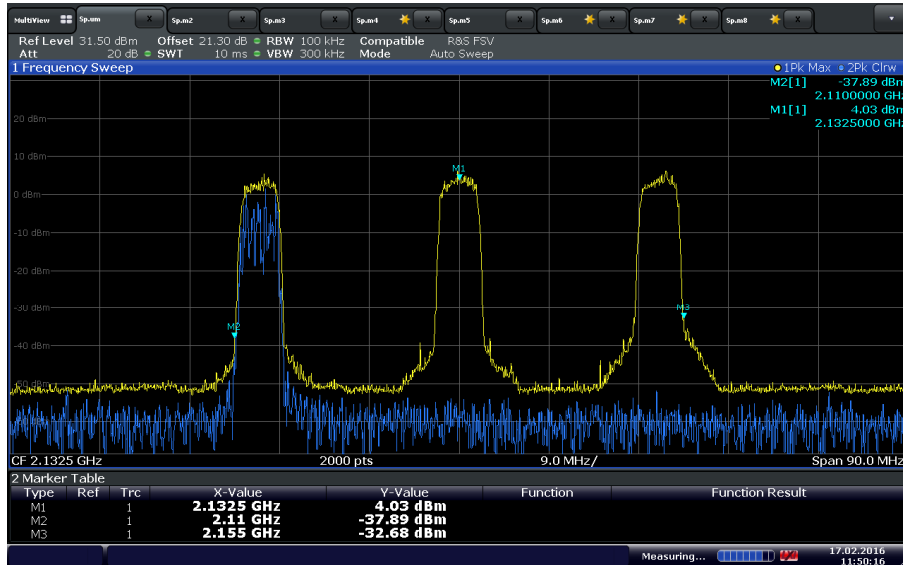 MultiView Sp.um x Sp.m2 x Sp.m3 x Sp.m4 x Sp.m5 x Sp.m6 x Sp.m7 x Sp.m8 x
Ref Level 31.50 dBm Offset 21.30 dB RBW 100 kHz Compatible R&S FSV
Att 20 dB SWT 10 ms VBW 300 kHz Mode Auto Sweep
1 Frequency Sweep 1Pk Max 2Pk Clrw
M2[1] -37.89 dBm
2.1100000 GHz
M1[1] 4.03 dBm
2.1325000 GHz
20 dBm
10 dBm
M1
0 dBm
-10 dBm
-20 dBm
-30 dBm
M3
M2
-40 dBm
CF 2.1325 GHz 2000 pts 9.0 MHz/ Span 90.0 MHz
2 Marker Table
Type Ref Trc X-Value Y-Value Function Function Result
M1 1 2.1325 GHz 4.03 dBm
M2 1 2.11 GHz -37.89 dBm
M3 1 2.155 GHz -32.68 dBm
Measuring... 17.02.2016
11:50:16